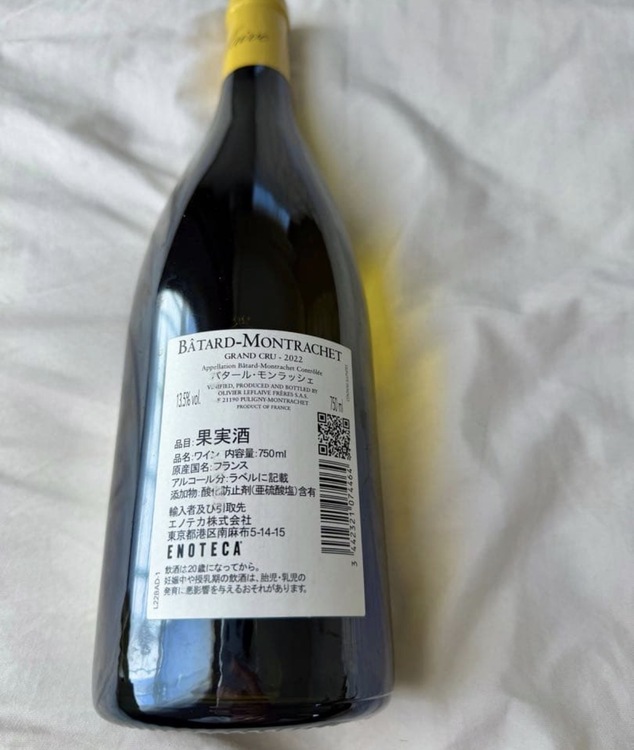 BÂTARD-MONTRACHET
GRAND CRU - 2022
Appellation Bâtard-Montrachet Contrôlée
バタール・モンラッシェ
VINIFIED, PRODUCED AND BOTTLED BY
OLIVIER LEFLAIVE FRÈRES S.A.S.
F 21190 PULIGNY-MONTRACHET
PRODUCT OF FRANCE
13.5% vol.
750 ml
品目: 果実酒
品名: ワイン 内容量: 750ml
原産国名: フランス
アルコール分: ラベルに記載
添加物: 酸化防止剤(亜硫酸塩)含有
輸入者及び引取先
エノテカ株式会社
東京都港区南麻布5-14-15
ENOTECA
飲酒は20歳になってから。
妊娠中や授乳期の飲酒は、胎児・乳児の
発育に悪影響を与えるおそれがあります。
L22BAD-1
3 442321 074464